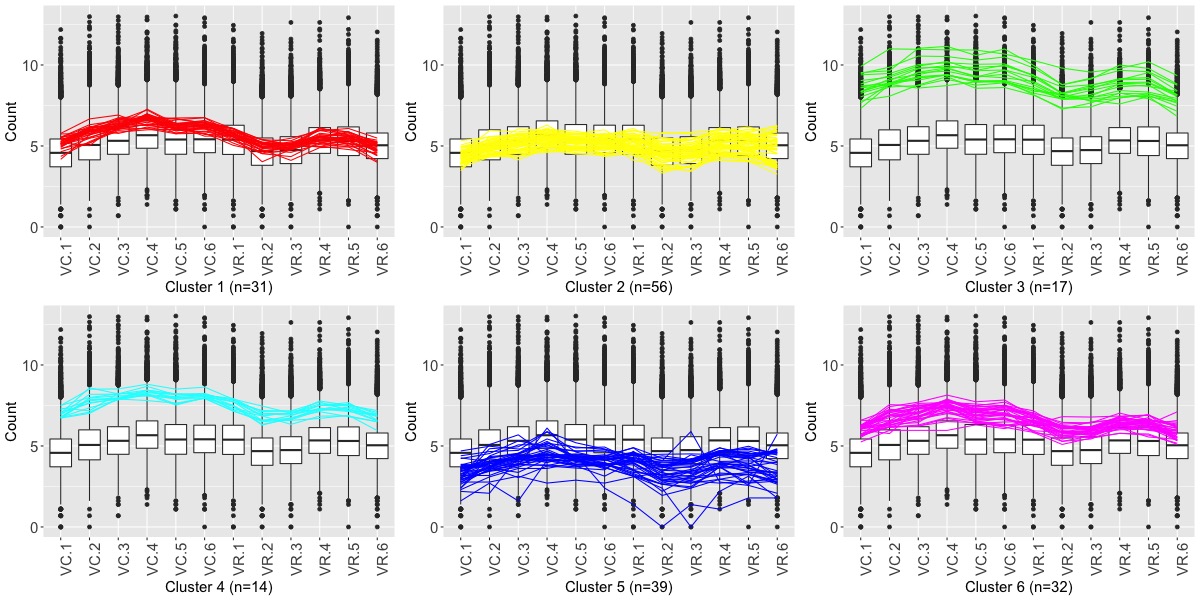 Count
10
5
0
VC.1 VC.2 VC.3 VC.4 VC.5 VC.6 VR.1 VR.2 VR.3 VR.4 VR.5 VR.6
Cluster 1 (n=31)
Count
10
5
0
VC.1 VC.2 VC.3 VC.4 VC.5 VC.6 VR.1 VR.2 VR.3 VR.4 VR.5 VR.6
Cluster 2 (n=56)
Count
10
5
0
VC.1 VC.2 VC.3 VC.4 VC.5 VC.6 VR.1 VR.2 VR.3 VR.4 VR.5 VR.6
Cluster 3 (n=17)
Count
10
5
0
VC.1 VC.2 VC.3 VC.4 VC.5 VC.6 VR.1 VR.2 VR.3 VR.4 VR.5 VR.6
Cluster 4 (n=14)
Count
10
5
0
VC.1 VC.2 VC.3 VC.4 VC.5 VC.6 VR.1 VR.2 VR.3 VR.4 VR.5 VR.6
Cluster 5 (n=39)
Count
10
5
0
VC.1 VC.2 VC.3 VC.4 VC.5 VC.6 VR.1 VR.2 VR.3 VR.4 VR.5 VR.6
Cluster 6 (n=32)